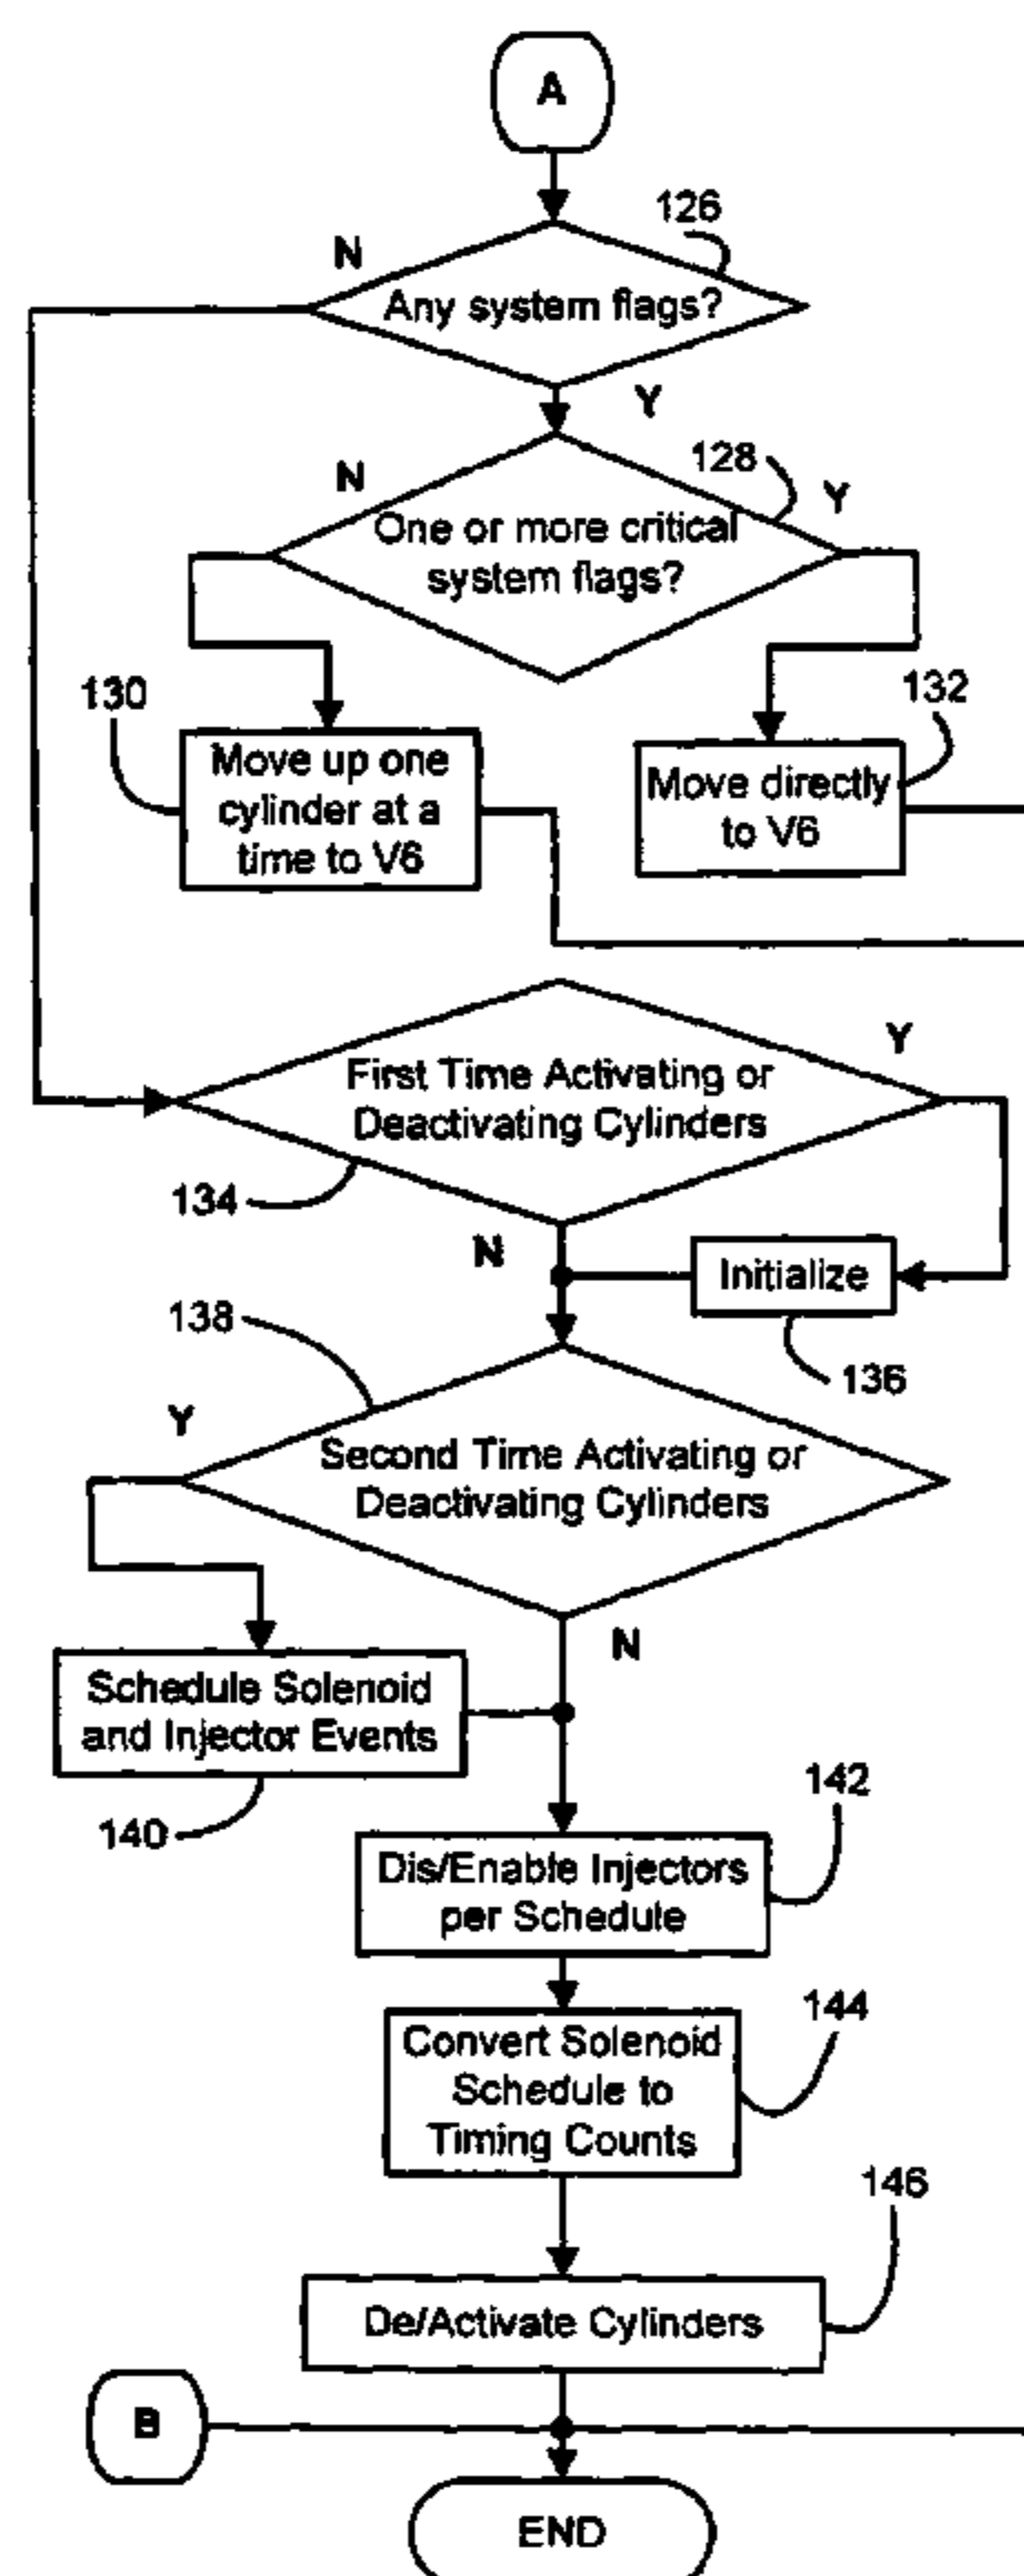 A
126
N
Any system flags?
Y
128
N
Y
One or more critical
system flags?
130
132
Move up one
cylinder at a
time to V6
Move directly
to V6
Y
First Time Activating or
Deactivating Cylinders
134
N
Initialize
138
136
Y
Second Time Activating or
Deactivating Cylinders
N
Schedule Solenoid
and Injector Events
142
140
Dis/Enable Injectors
per Schedule
144
Convert Solenoid
Schedule to
Timing Counts
146
De/Activate Cylinders
B
END